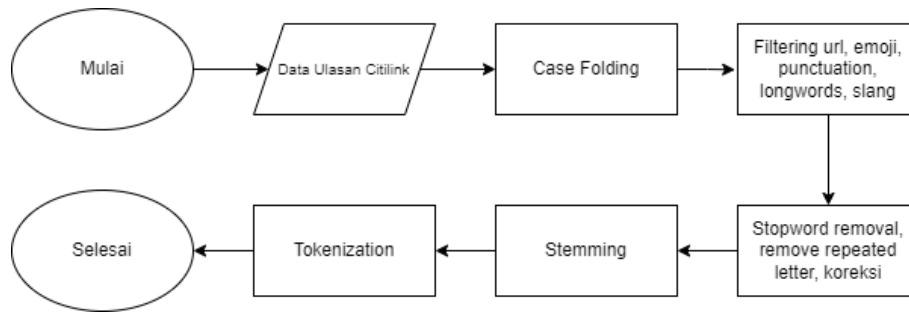 Mulai
Data Ulasan Citilink
Case Folding
Filtering url, emoji,
punctuation,
longwords, slang
Stopword removal,
remove repeated
letter, koreksi
Stemming
Tokenization
Selesai